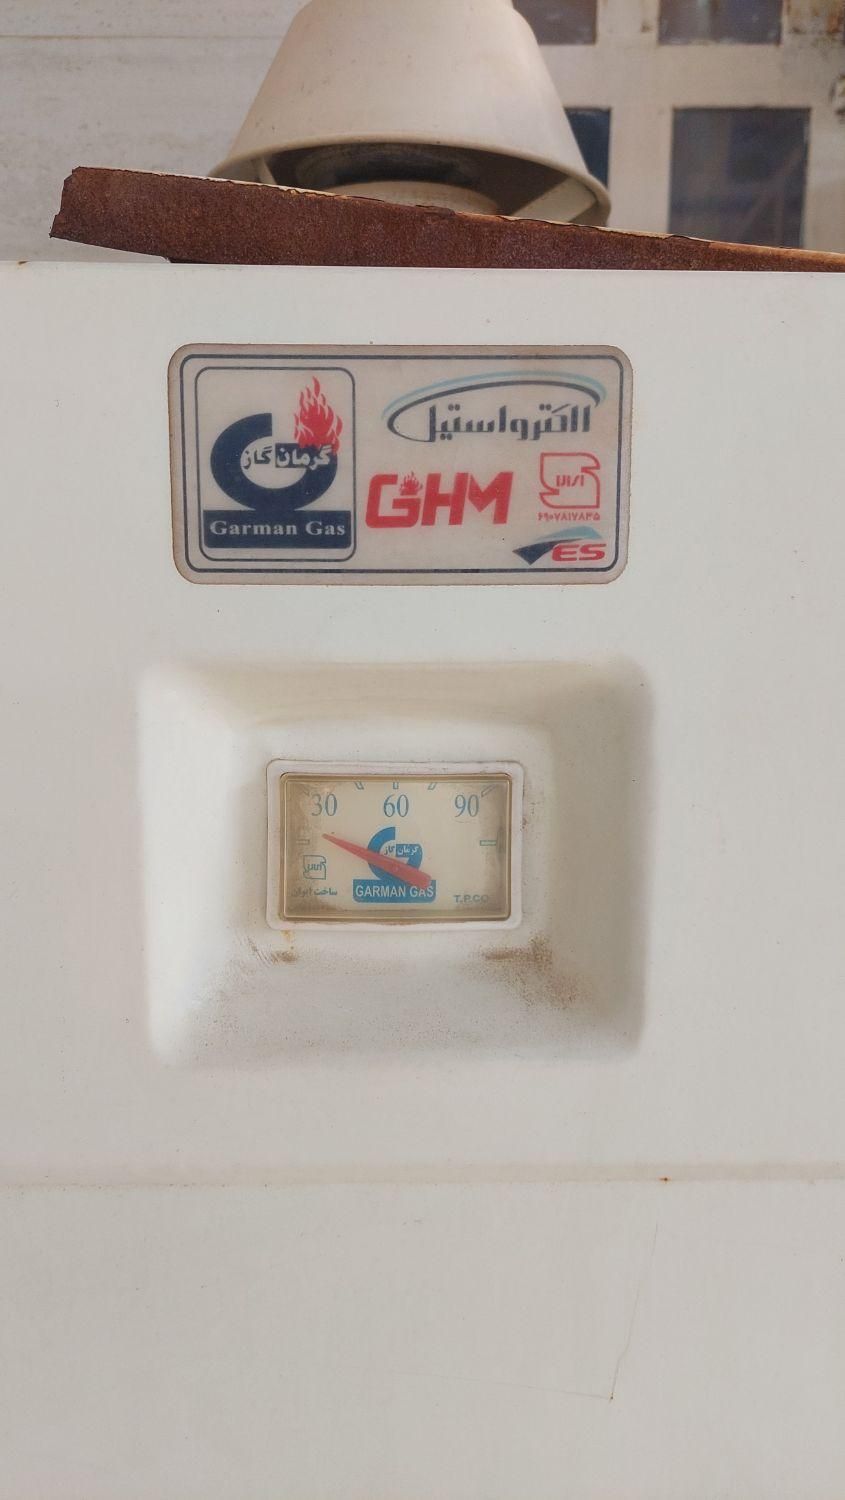 الکترواستیل
گرمان گاز
Garman Gas
GHM
۶۹۰۷۸۱۷۸۳۵
ES
30 60 90
گرمان گاز
ساخت ایران
GARMAN GAS
T.P.CO